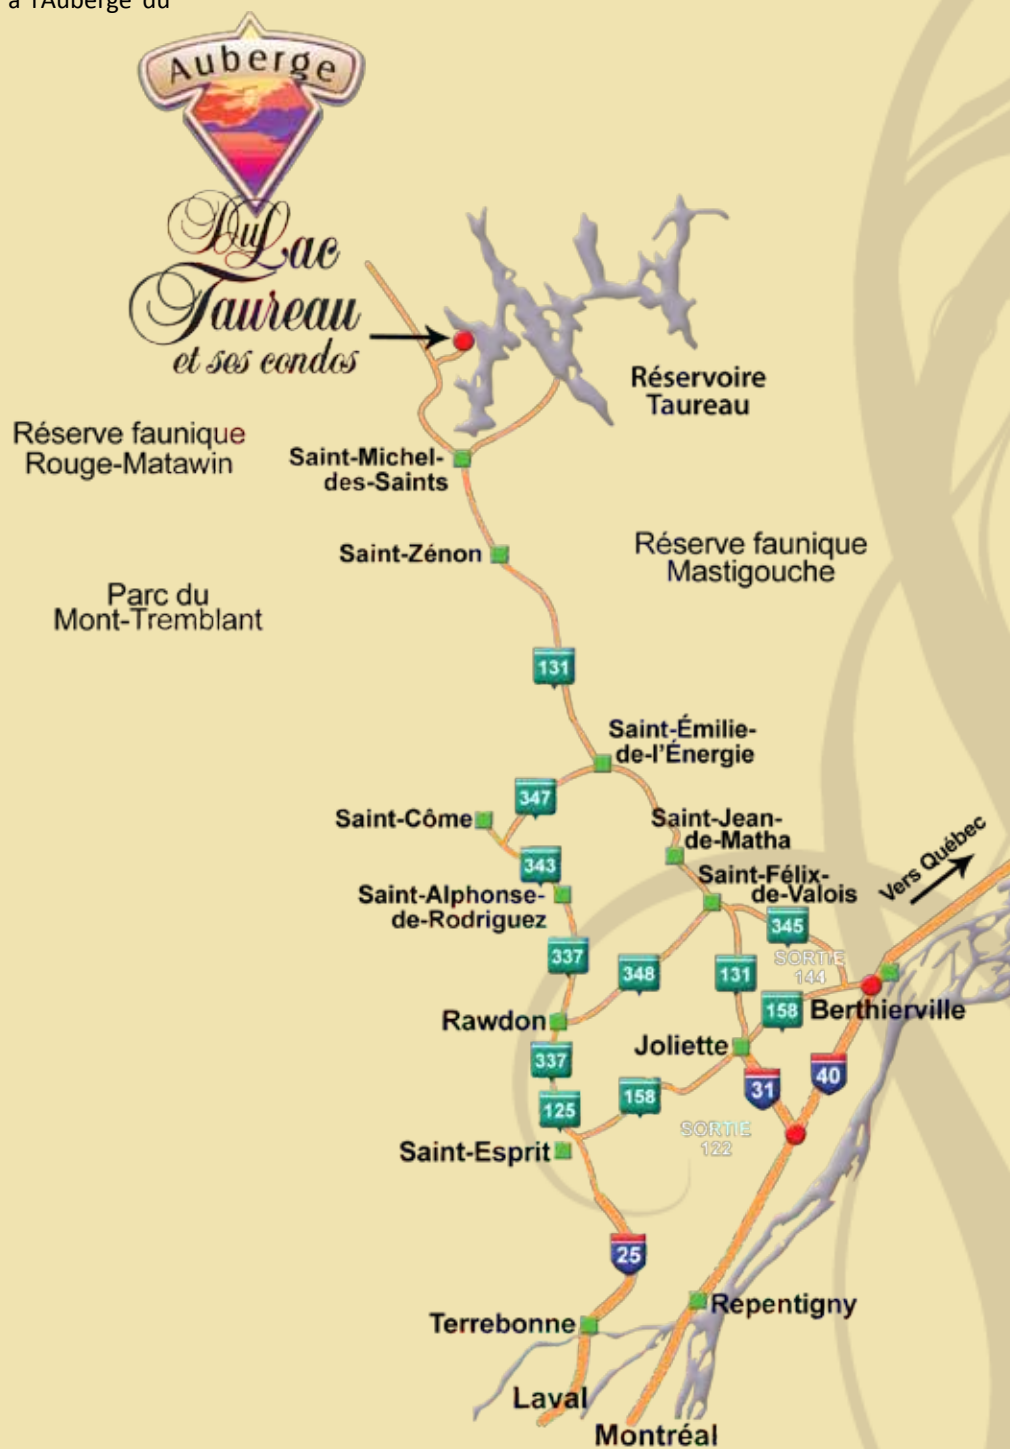 à l'Auberge du
Auberge
Du Lac
Taureau
et ses condos
Réservoire
Taureau
Réserve faunique
Rouge-Matawin
Saint-Michel-
des-Saints
Saint-Zénon
Réserve faunique
Mastigouche
Parc du
Mont-Tremblant
131
Saint-Émilie-
de-l'Énergie
347
Saint-Côme
Saint-Jean-
de-Matha
343
Saint-Félix-
de-Valois
Vers Québec
Saint-Alphonse-
de-Rodriguez
345
337
348
131
SORTIE
144
158
Berthierville
Rawdon
Joliette
337
31
40
125
158
SORTIE
122
Saint-Esprit
25
Repentigny
Terrebonne
Laval
Montréal